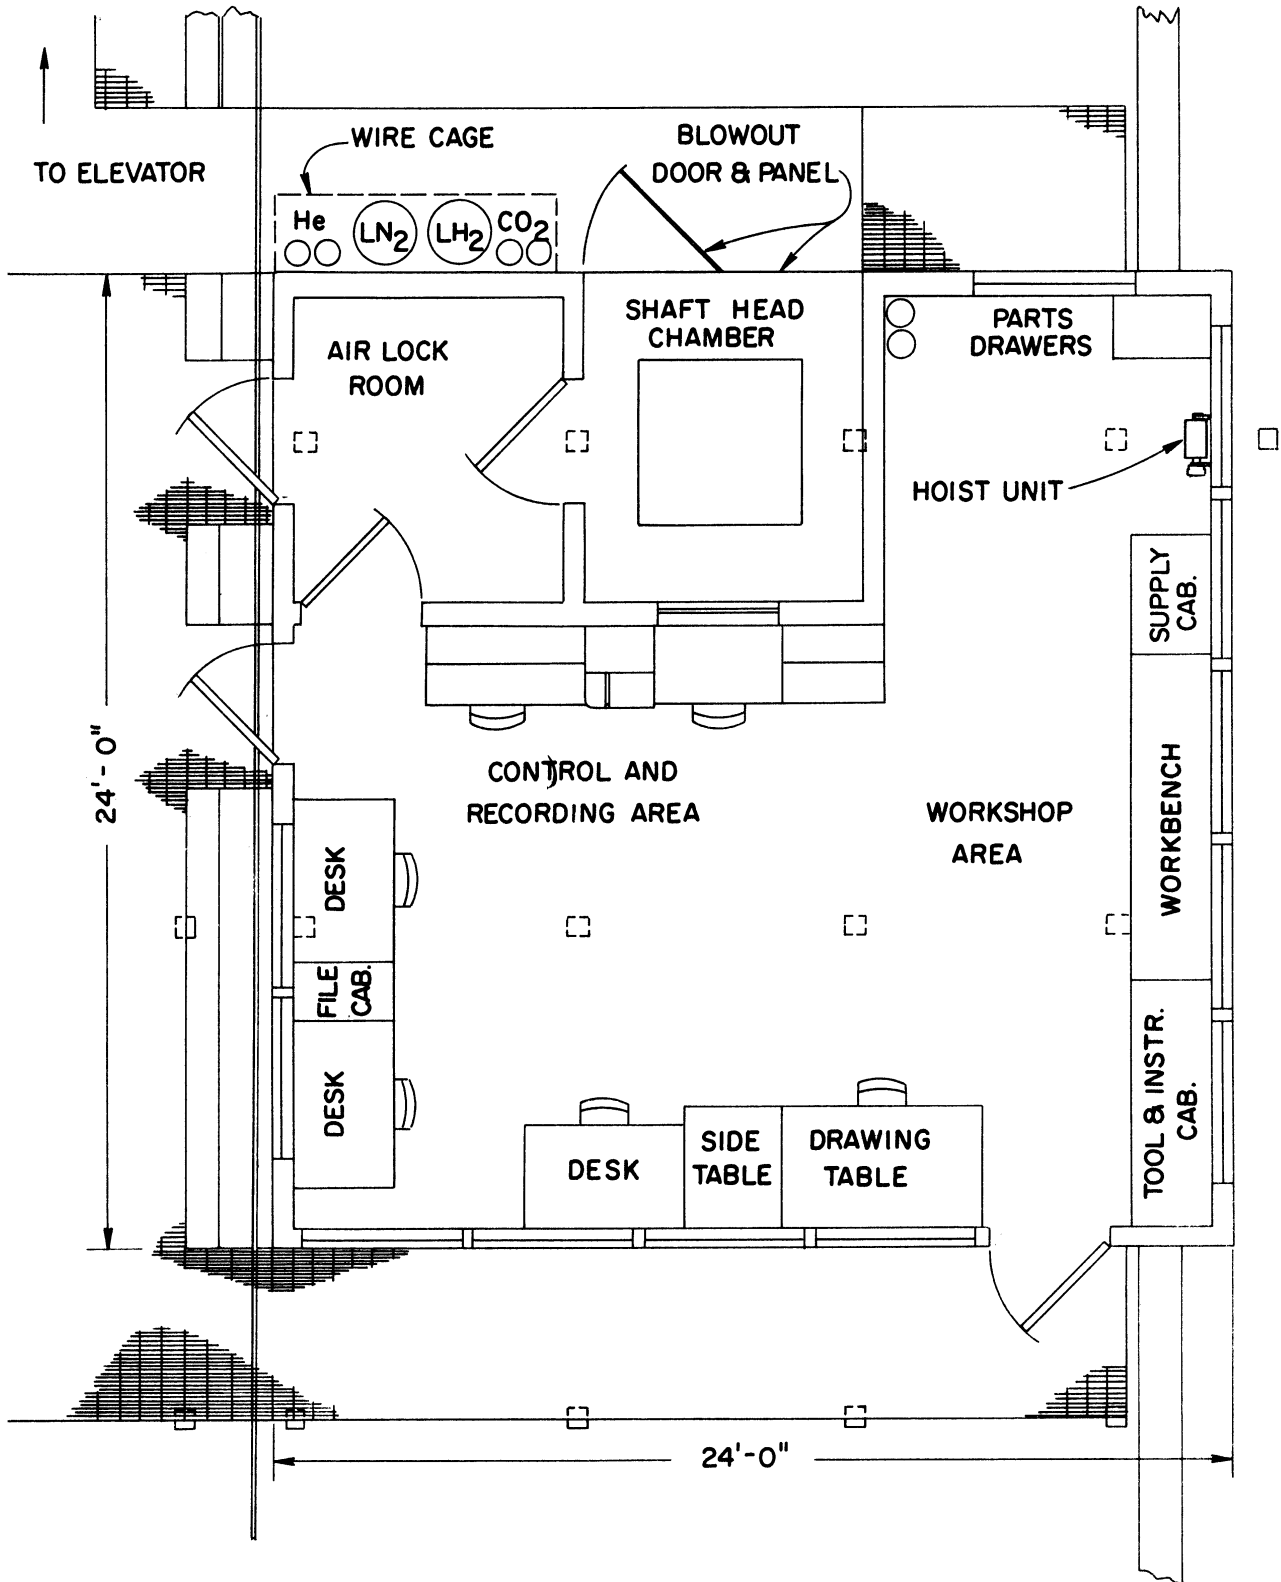 WIRE CAGE
BLOWOUT
DOOR & PANEL
TO ELEVATOR
He
LN2
LH2
CO2
SHAFT HEAD
CHAMBER
PARTS
DRAWERS
AIR LOCK
ROOM
HOIST UNIT
SUPPLY
CAB.
24'-0"
CONTROL AND
RECORDING AREA
WORKSHOP
AREA
WORKBENCH
DESK
FILE
CAB.
DESK
TOOL & INSTR.
CAB.
DESK
SIDE
TABLE
DRAWING
TABLE
24'-0"